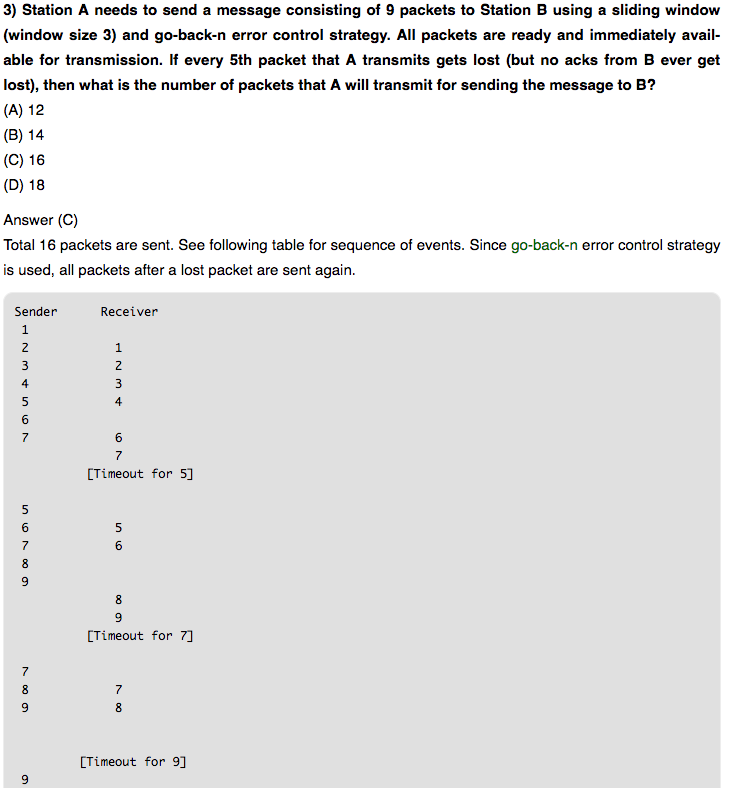 3) Station A needs to send a message consisting of 9 packets to Station B using a sliding window
(window size 3) and go-back-n error control strategy. All packets are ready and immediately avail-
able for transmission. If every 5th packet that A transmits gets lost (but no acks from B ever get
lost), then what is the number of packets that A will transmit for sending the message to B?
(A) 12
(B) 14
(C) 16
(D) 18
Answer (C)
Total 16 packets are sent. See following table for sequence of events. Since go-back-n error control strategy
is used, all packets after a lost packet are sent again.
Sender Receiver
1
2 1
3 2
4 3
5 4
6
7 6
7
[Timeout for 5]
5
6 5
7 6
8
9
8
9
[Timeout for 7]
7
8 7
9 8
[Timeout for 9]
9